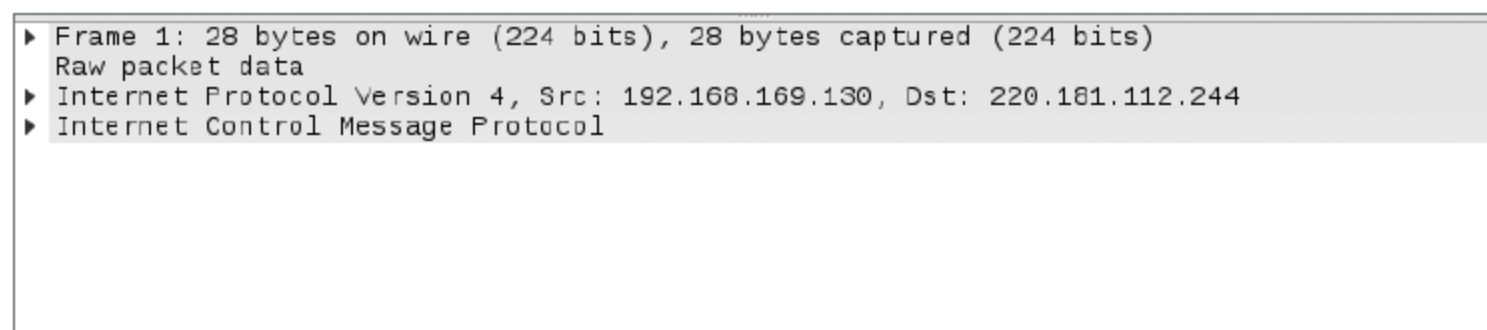 Frame 1: 28 bytes on wire (224 bits), 28 bytes captured (224 bits)
Raw packet data
Internet Protocol Version 4, Src: 192.168.169.130, Dst: 220.181.112.244
Internet Control Message Protocol